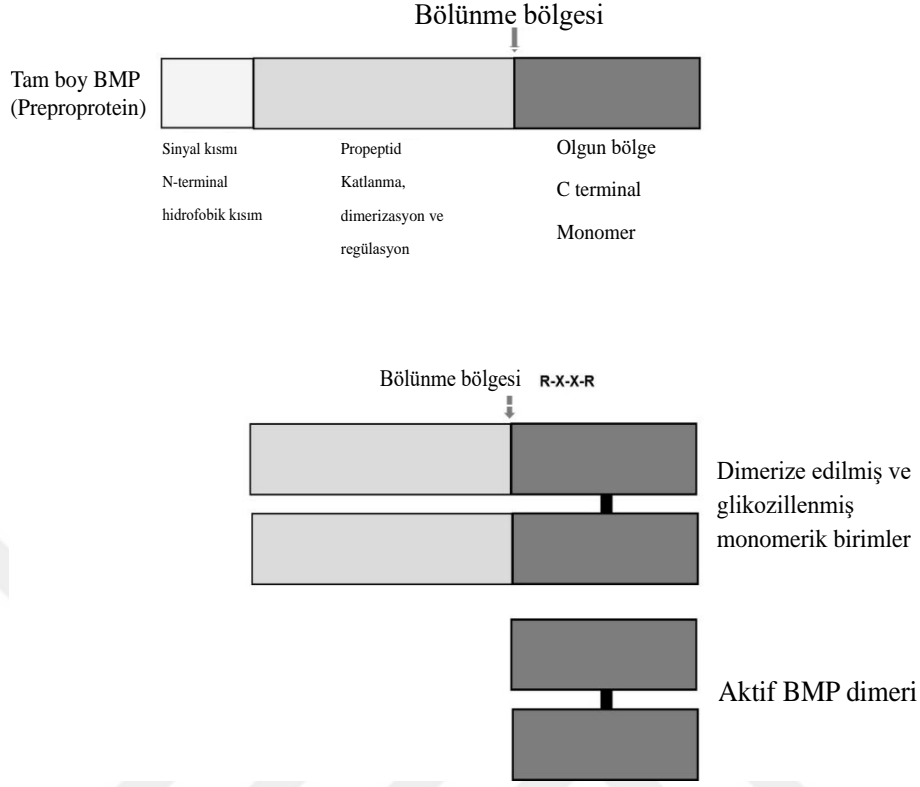 Bölünme bölgesi
Tam boy BMP
(Preproprotein)
Sinyal kısmı
N-terminal
hidrofobik kısım
Propeptid
Katlanma,
dimerizasyon ve
regülasyon
Olgun bölge
C terminal
Monomer
Bölünme bölgesi R-X-X-R
Dimerize edilmiş ve
glikozillenmiş
monomerik birimler
Aktif BMP dimeri